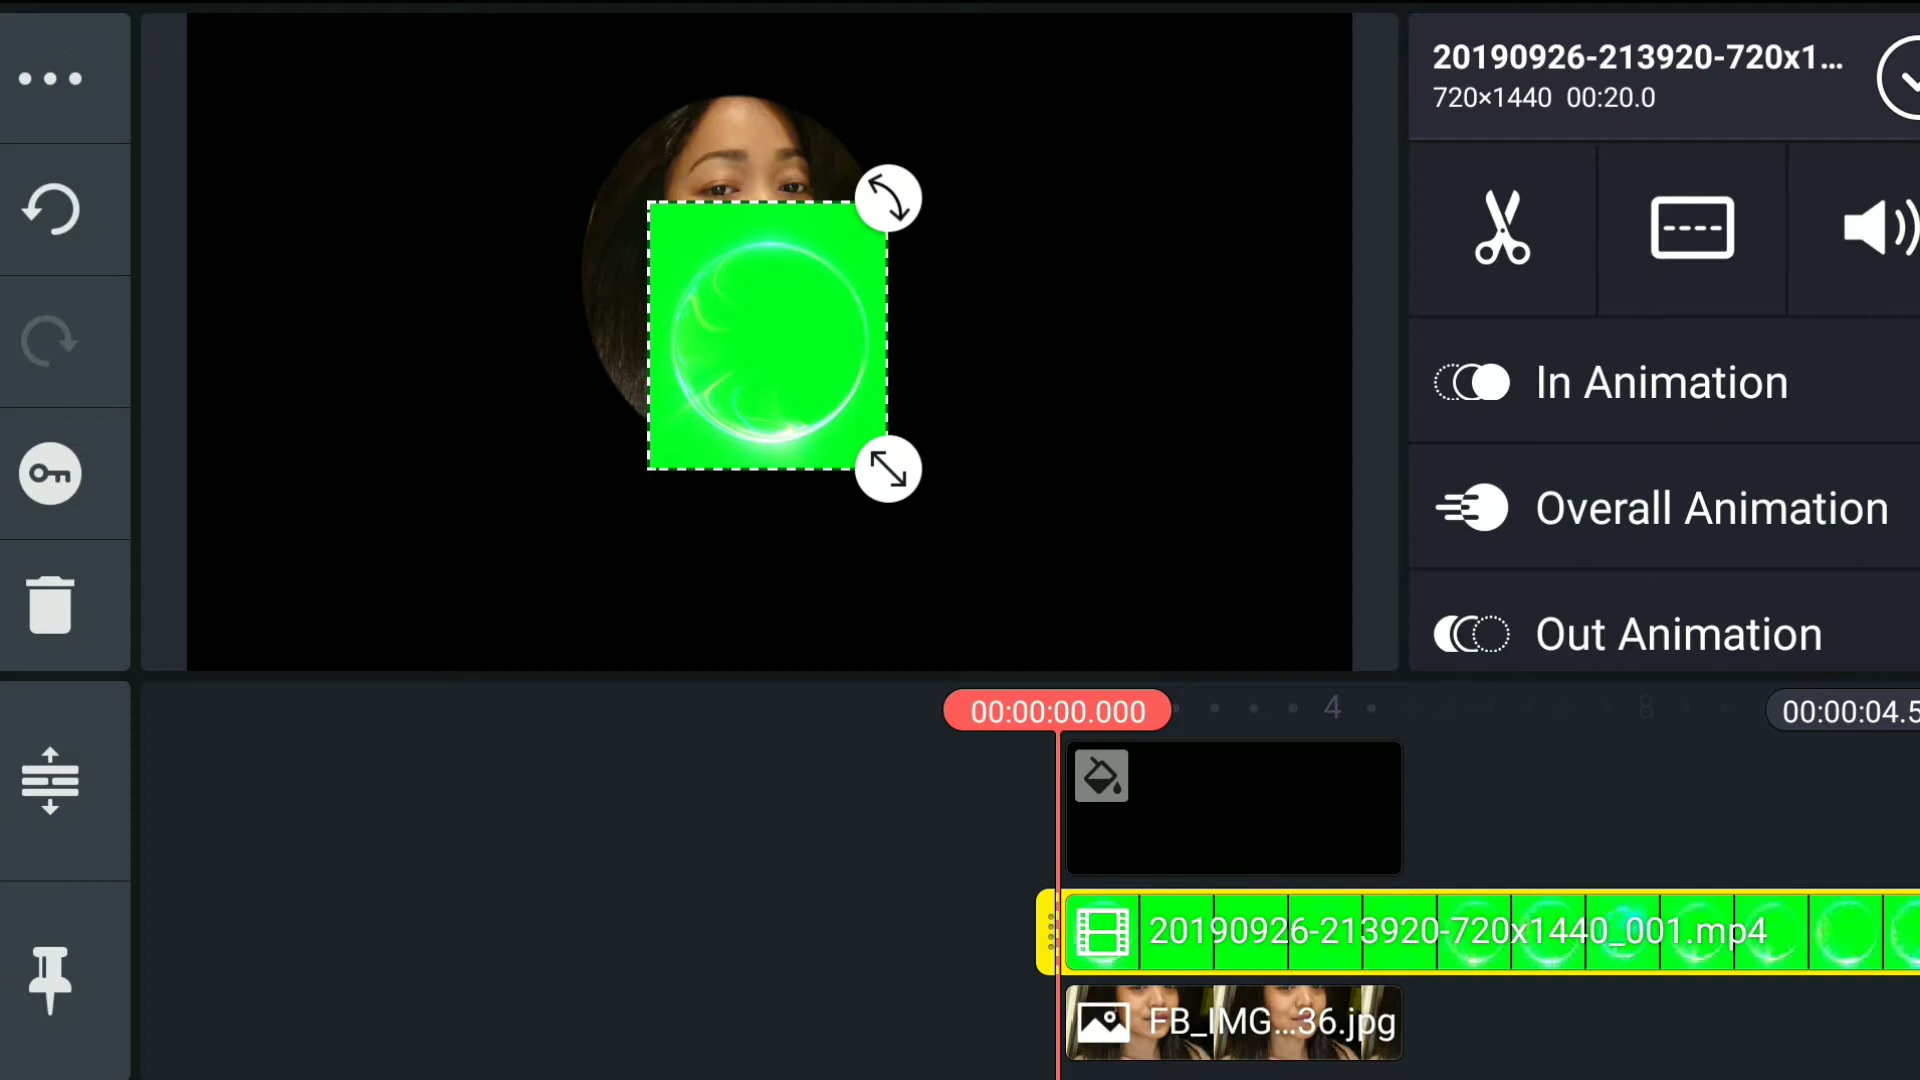 20190926-213920-720x1...
720×1440 00:20.0
In Animation
Overall Animation
Out Animation
00:00:00.000
4
8
00:00:04.5
20190926-213920-720x1440_001.mp4
FB_IMG...36.jpg